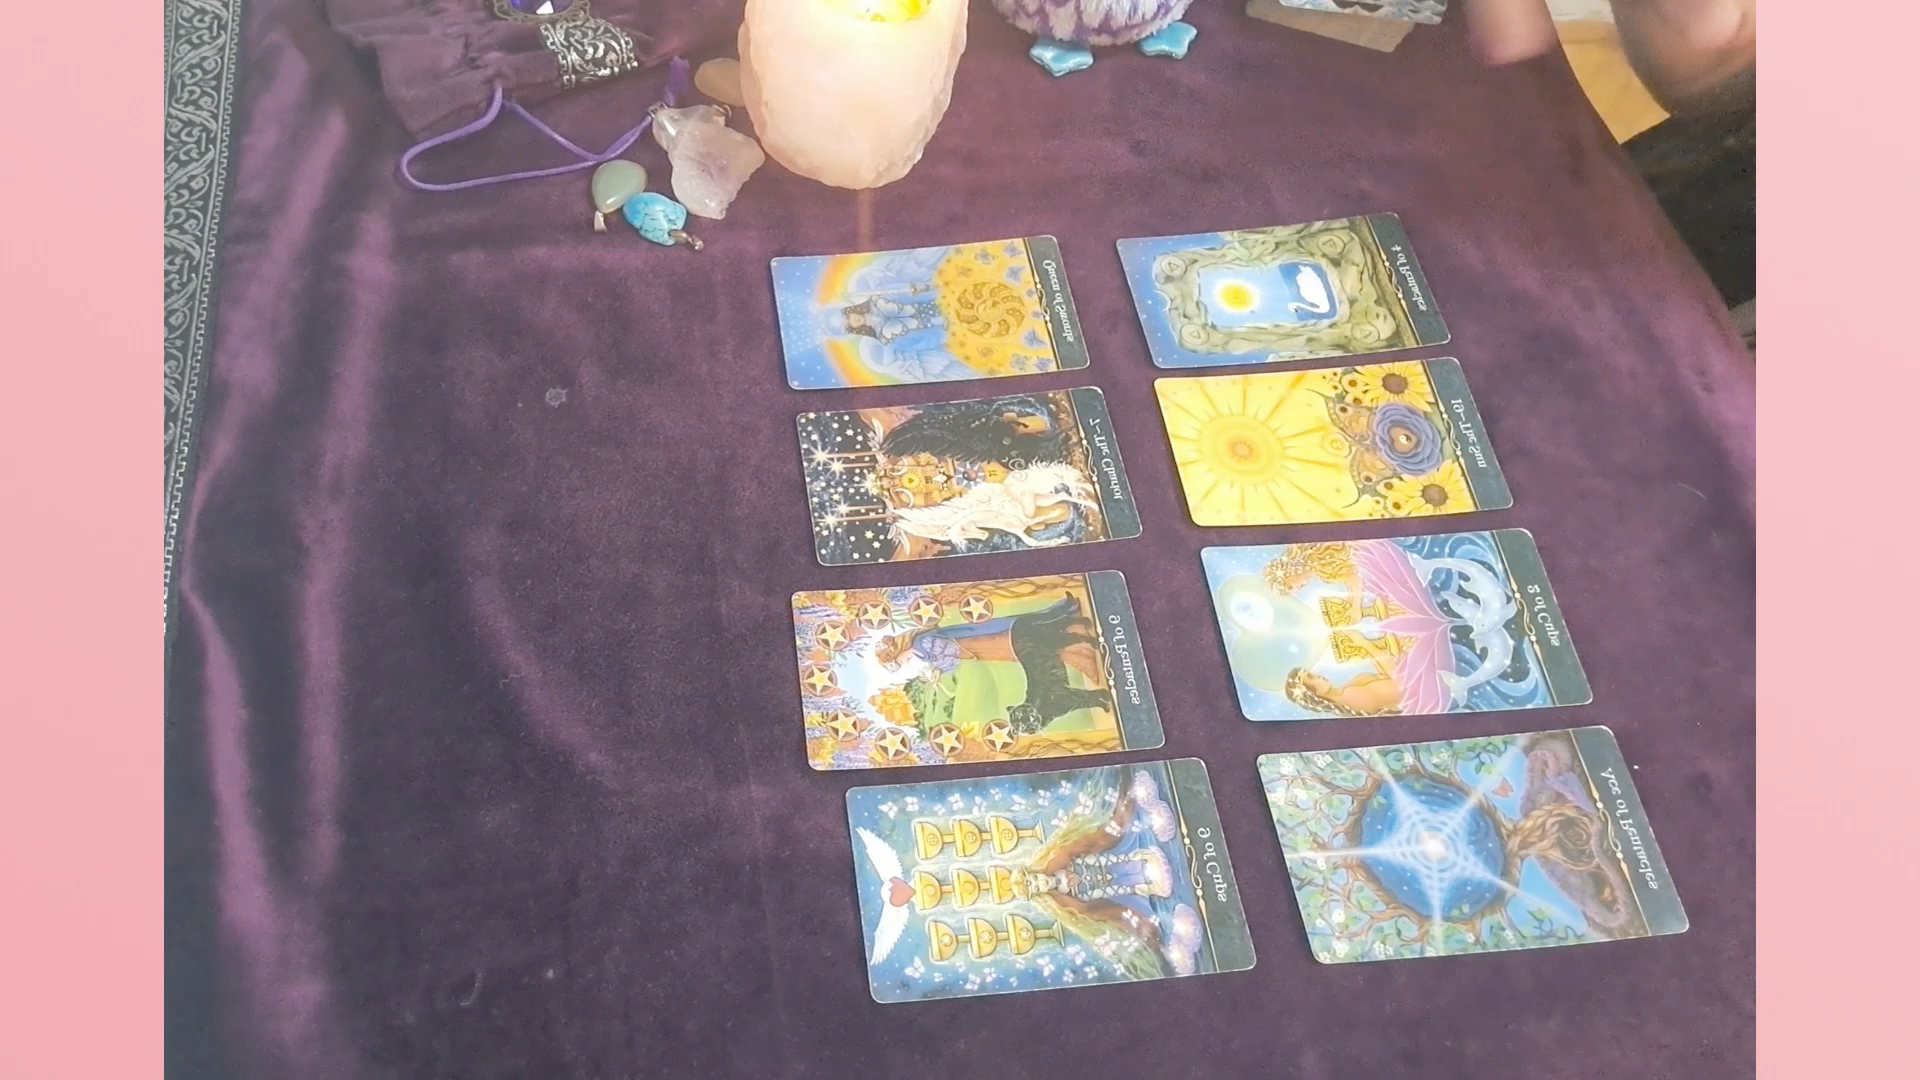 Queen of Swords
4 of Pentacles
7-The Chariot
19-The Sun
9 of Pentacles
2 of Cups
9 of Cups
Ace of Pentacles